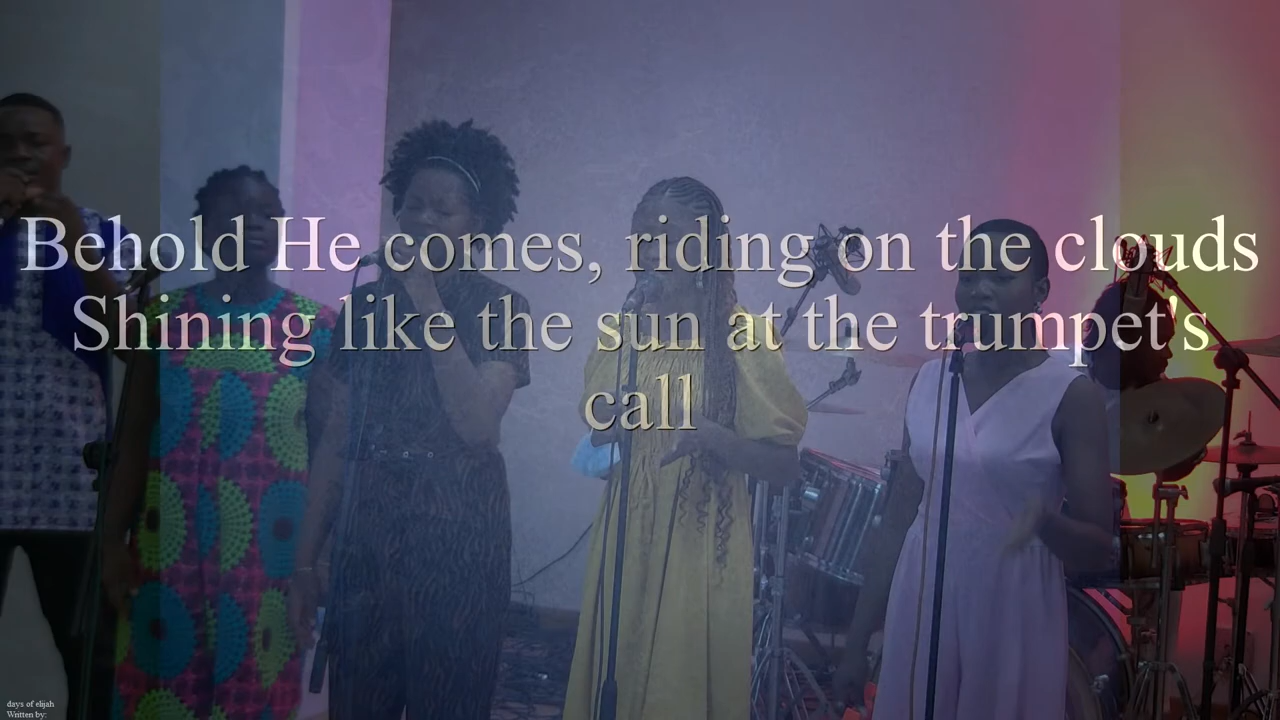 Behold He comes, riding on the clouds
Shining like the sun at the trumpet's
call
days of elijah
Written by: